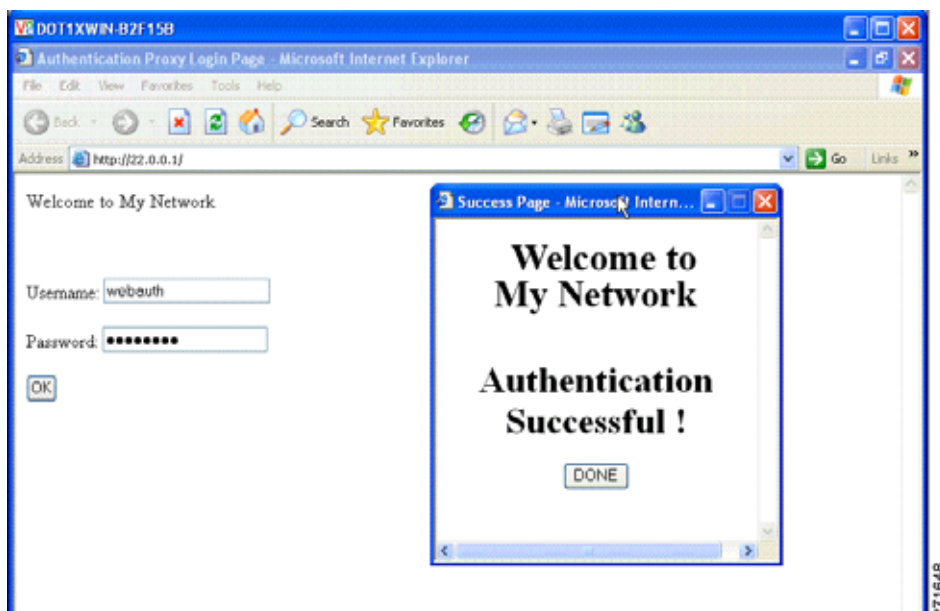 DOT1XWIN-B2F15B
Authentication Proxy Login Page - Microsoft Internet Explorer
File Edit View Favorites Tools Help
Back Search Favorites
Address http://22.0.0.1/ Go Links »
Welcome to My Network
Username: webauth
Password: ●●●●●●●●
OK
Success Page - Microsoft Intern...
Welcome to
My Network
Authentication
Successful !
DONE